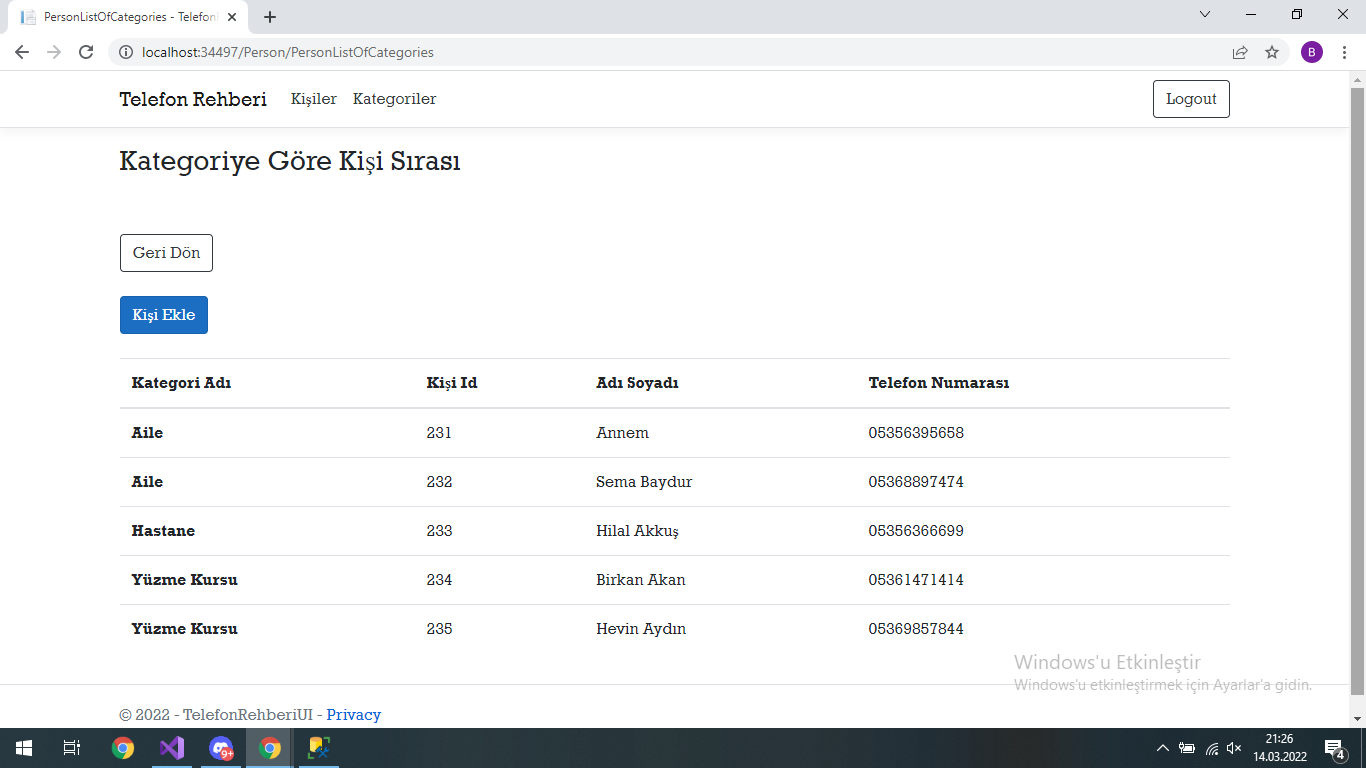 PersonListOfCategories - Telefon
localhost:34497/Person/PersonListOfCategories
B
Telefon Rehberi Kişiler Kategoriler Logout
Kategoriye Göre Kişi Sırası
Geri Dön
Kişi Ekle
Kategori Adı Kişi Id Adı Soyadı Telefon Numarası
Aile 231 Annem 05356395658
Aile 232 Sema Baydur 05368897474
Hastane 233 Hilal Akkuş 05356366699
Yüzme Kursu 234 Birkan Akan 05361471414
Yüzme Kursu 235 Hevin Aydın 05369857844
Windows'u Etkinleştir
Windows'u etkinleştirmek için Ayarlar'a gidin.
© 2022 - TelefonRehberiUI - Privacy
9+
21:26
14.03.2022
4